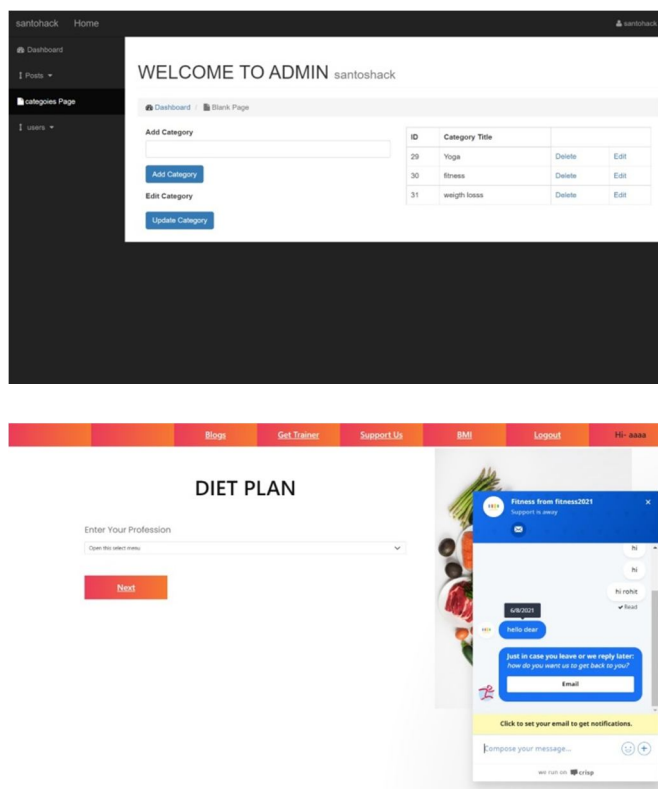 santohack Home santohack
Dashboard
Posts
categoies Page
users
WELCOME TO ADMIN santoshack
Dashboard / Blank Page
Add Category
Add Category
Edit Category
Update Category
ID Category Title
29 Yoga Delete Edit
30 fitness Delete Edit
31 weigth losss Delete Edit
Blogs Get Trainer Support Us BMI Logout Hi- aaaa
DIET PLAN
Enter Your Profession
Open this select menu
Next
Fitness from fitness2021 ×
Support is away
hi
hi
hi rohit
Read
6/8/2021
hello dear
Just in case you leave or we reply later:
how do you want us to get back to you?
Email
Click to set your email to get notifications.
Compose your message...
we run on crisp